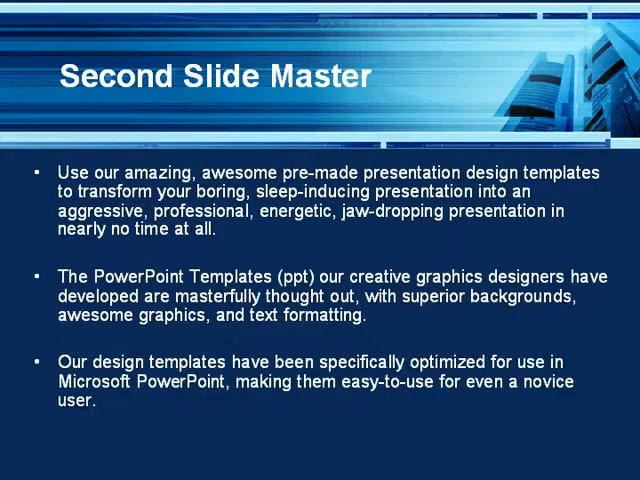 Second Slide Master
• Use our amazing, awesome pre-made presentation design templates
to transform your boring, sleep-inducing presentation into an
aggressive, professional, energetic, jaw-dropping presentation in
nearly no time at all.
• The PowerPoint Templates (ppt) our creative graphics designers have
developed are masterfully thought out, with superior backgrounds,
awesome graphics, and text formatting.
• Our design templates have been specifically optimized for use in
Microsoft PowerPoint, making them easy-to-use for even a novice
user.